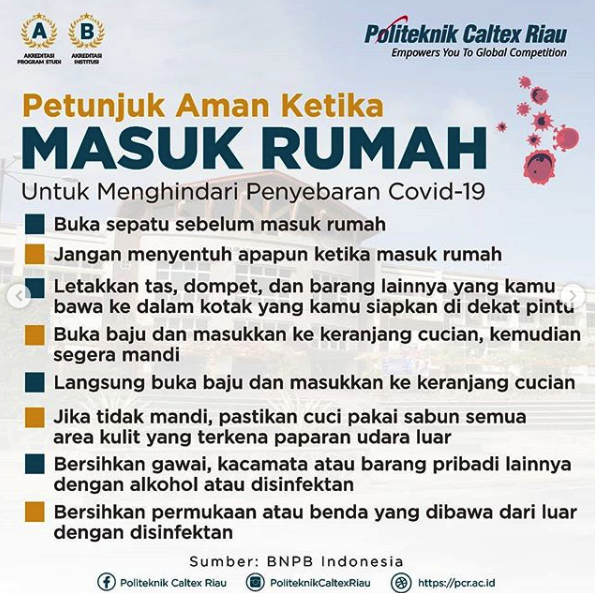 A
B
AKREDITASI
PROGRAM STUDI
AKREDITASI
INSTITUSI
Politeknik Caltex Riau
Empowers You To Global Competition
Petunjuk Aman Ketika
MASUK RUMAH
Untuk Menghindari Penyebaran Covid-19
Buka sepatu sebelum masuk rumah
Jangan menyentuh apapun ketika masuk rumah
Letakkan tas, dompet, dan barang lainnya yang kamu
bawa ke dalam kotak yang kamu siapkan di dekat pintu
Buka baju dan masukkan ke keranjang cucian, kemudian
segera mandi
Langsung buka baju dan masukkan ke keranjang cucian
Jika tidak mandi, pastikan cuci pakai sabun semua
area kulit yang terkena paparan udara luar
Bersihkan gawai, kacamata atau barang pribadi lainnya
dengan alkohol atau disinfektan
Bersihkan permukaan atau benda yang dibawa dari luar
dengan disinfektan
Sumber: BNPB Indonesia
Politeknik Caltex Riau
PoliteknikCaltexRiau
https://pcr.ac.id